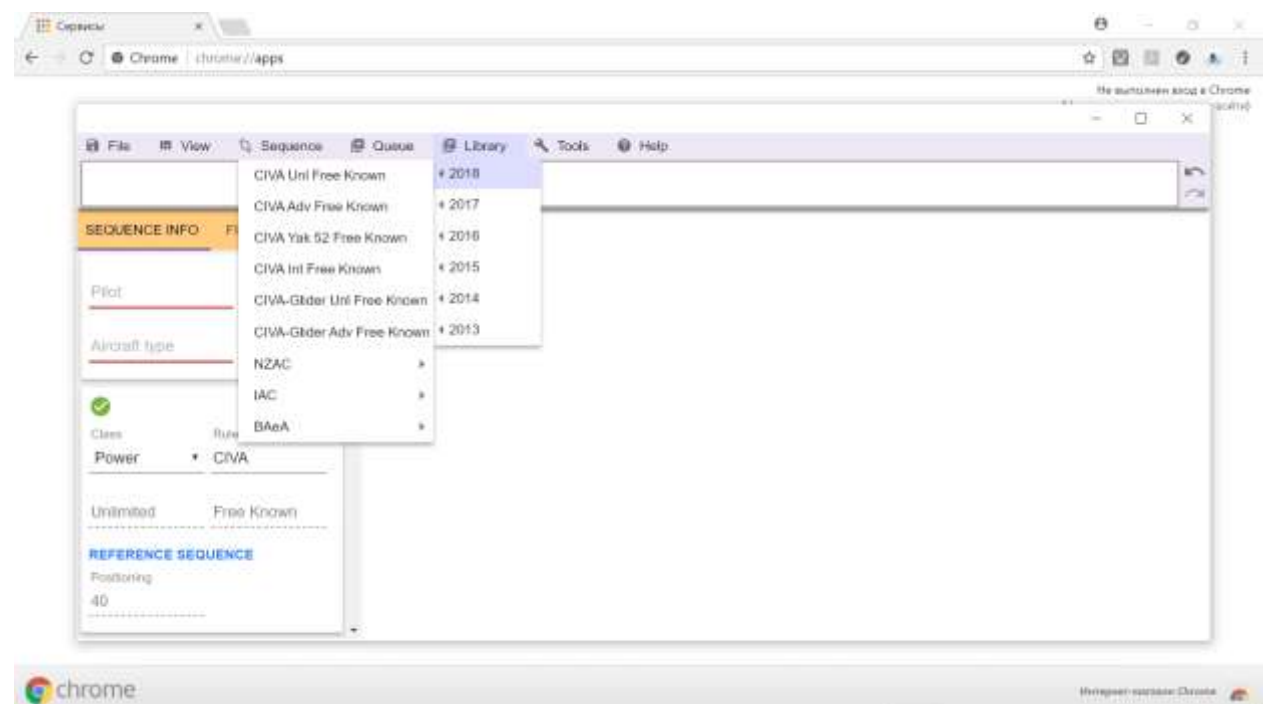 Сервисы
Chrome chrome://apps
Не выполнен вход в Chrome
File View Sequence Queue Library Tools Help
CIVA Unl Free Known
CIVA Adv Free Known
CIVA Yak 52 Free Known
CIVA Int Free Known
CIVA-Glider Unl Free Known
CIVA-Glider Adv Free Known
NZAC
IAC
BAeA
2018
2017
2016
2015
2014
2013
SEQUENCE INFO
Pilot
Aircraft type
Class
Power CIVA
Unlimited Free Known
REFERENCE SEQUENCE
Positioning
40
chrome
Интернет-магазин Chrome